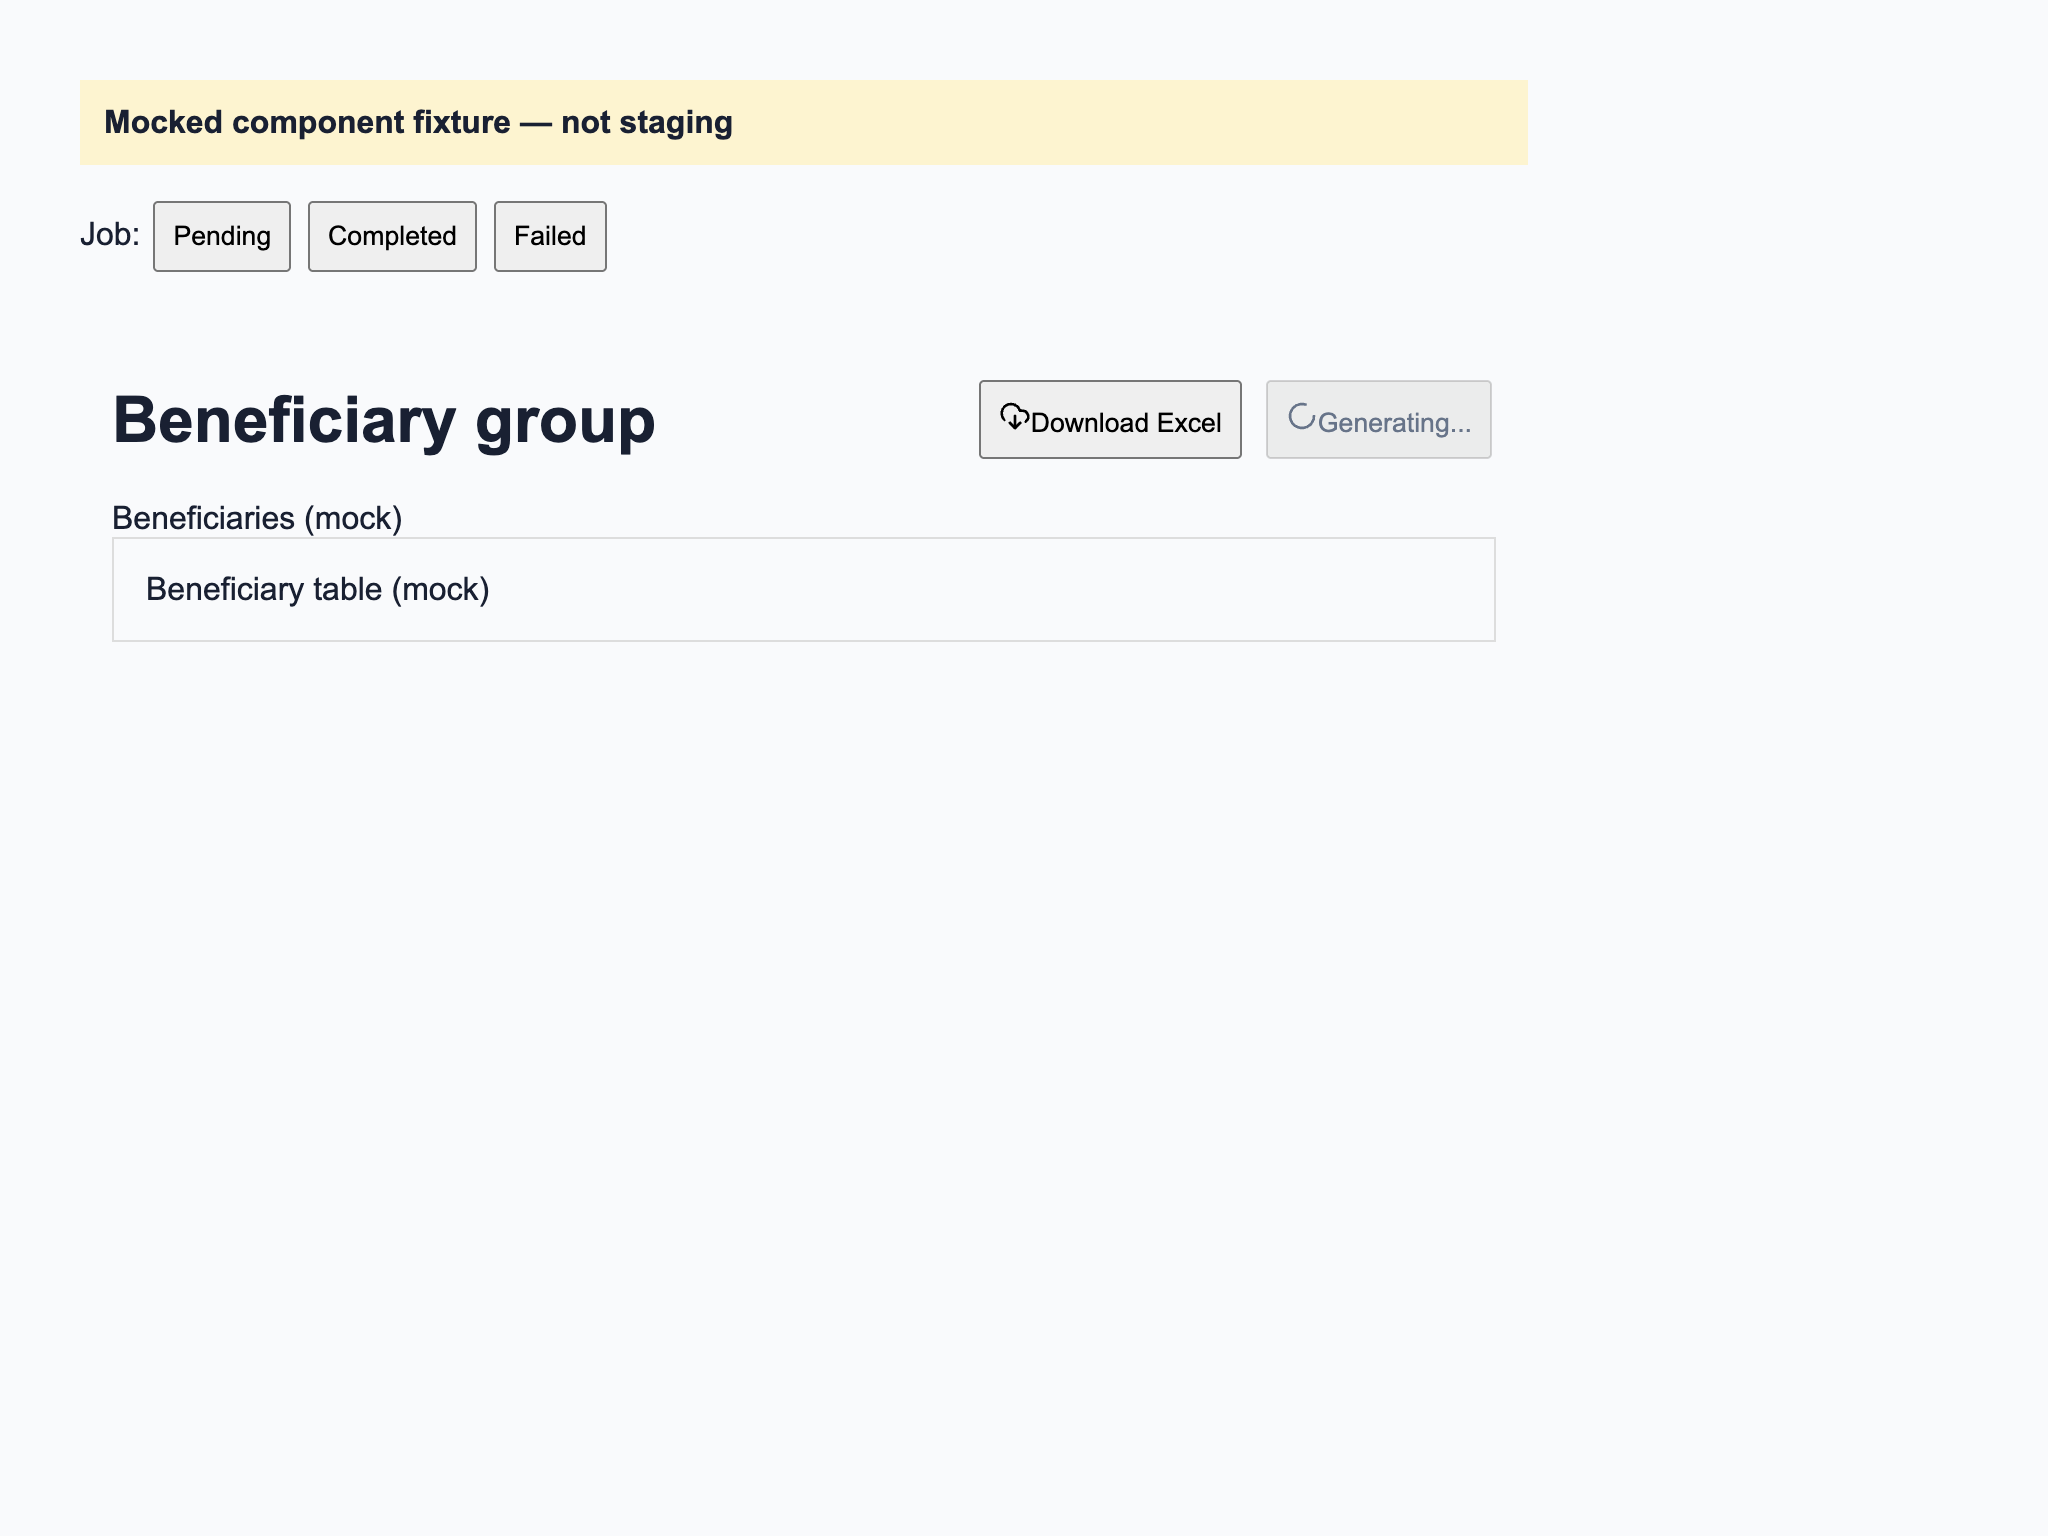 Mocked component fixture — not staging
Job: Pending Completed Failed
Beneficiary group Download Excel Generating...
Beneficiaries (mock)
Beneficiary table (mock)